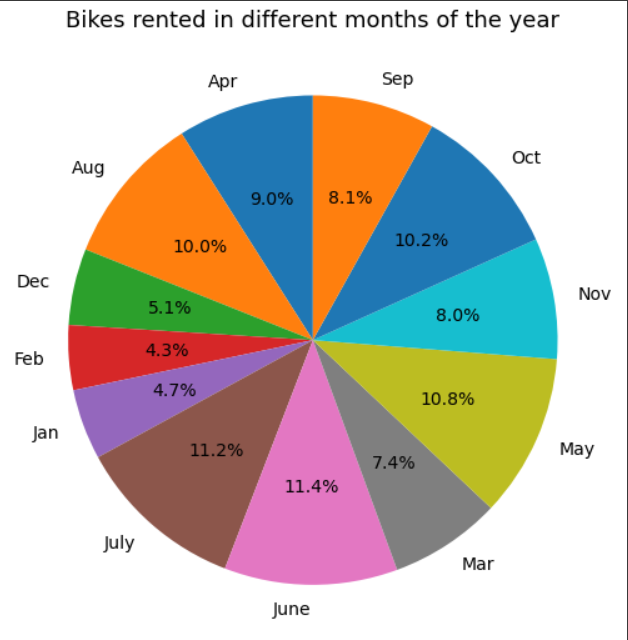 Bikes rented in different months of the year
Apr
Sep
Aug
Oct
9.0%
8.1%
10.0%
10.2%
Dec
5.1%
Nov
8.0%
Feb
4.3%
Jan
4.7%
10.8%
May
11.2%
7.4%
11.4%
July
Mar
June